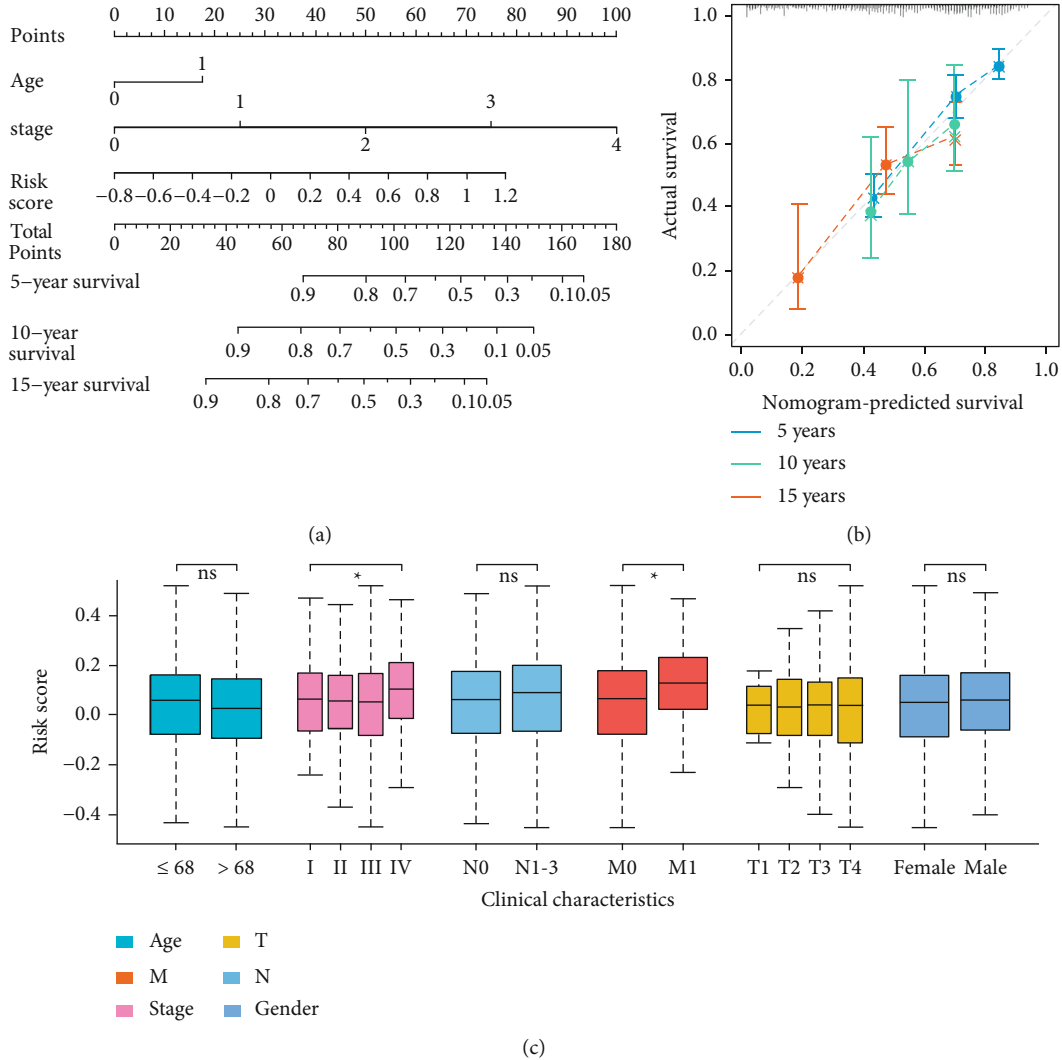 Points
0 10 20 30 40 50 60 70 80 90 100
Age
1
0
stage
1 3
0 2 4
Risk
score
−0.8 −0.6 −0.4 −0.2 0 0.2 0.4 0.6 0.8 1 1.2
Total
Points
0 20 40 60 80 100 120 140 160 180
5−year survival
0.9 0.8 0.7 0.5 0.3 0.10.05
10−year
survival
0.9 0.8 0.7 0.5 0.3 0.1 0.05
15−year survival
0.9 0.8 0.7 0.5 0.3 0.10.05
(a)
Actual survival
1.0
0.8
0.6
0.4
0.2
0.0
0.0 0.2 0.4 0.6 0.8 1.0
Nomogram-predicted survival
5 years
10 years
15 years
(b)
Risk score
0.4
0.2
0.0
−0.2
−0.4
ns * ns * ns ns
≤ 68 > 68 I II III IV N0 N1-3 M0 M1 T1 T2 T3 T4 Female Male
Clinical characteristics
Age T
M N
Stage Gender
(c)